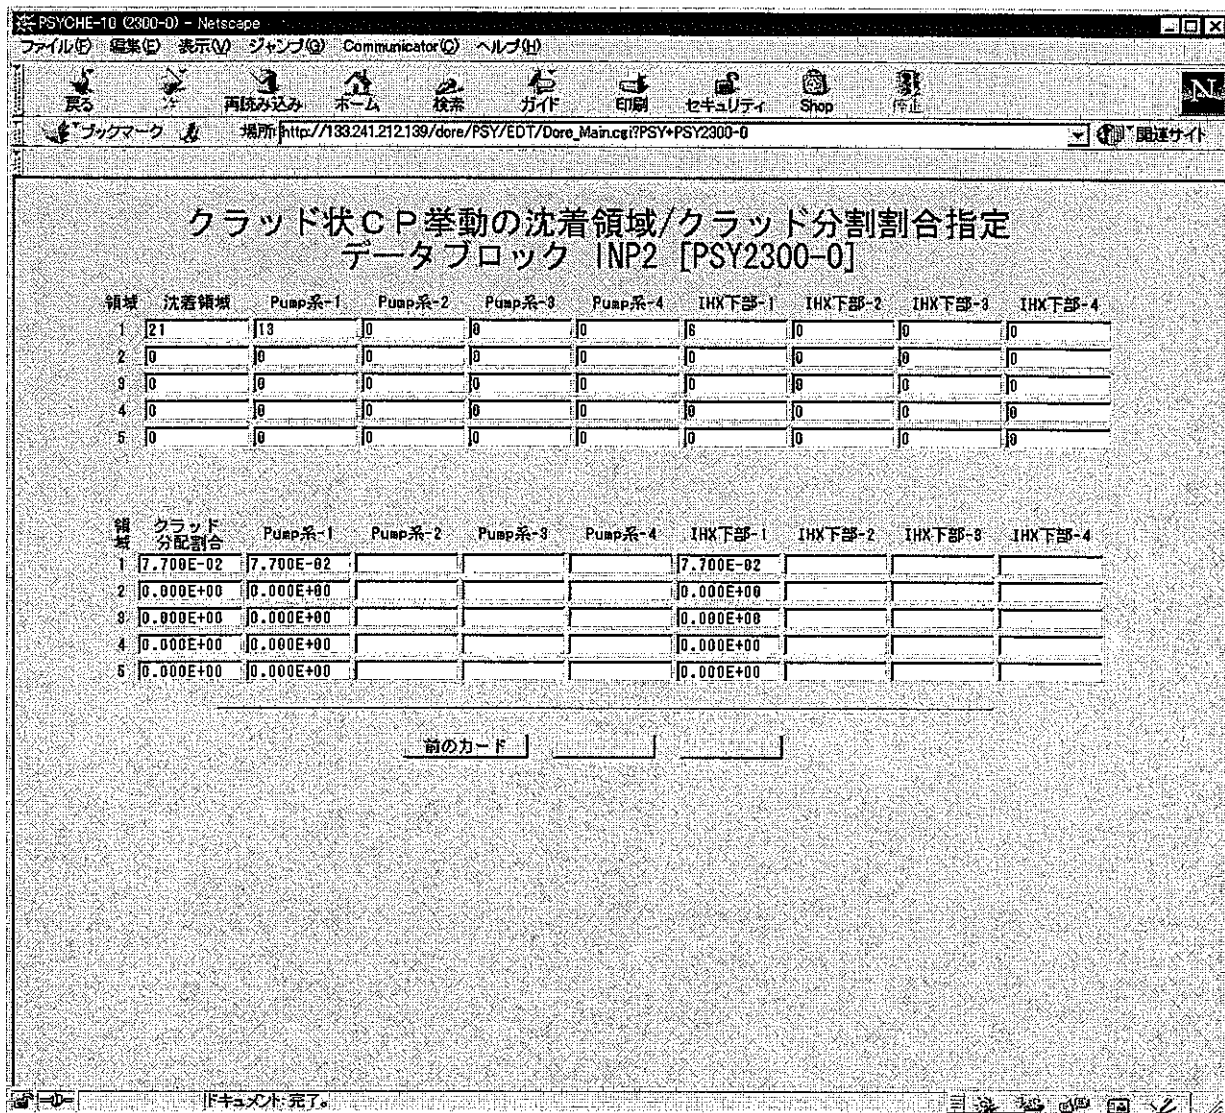 PSYCHE-10 (2300-0) - Netscape
ファイル(F) 編集(E) 表示(V) ジャンプ(G) Communicator(C) ヘルプ(H)
戻る 次 再読み込み ホーム 検索 ガイド 印刷 セキュリティ Shop 停止
N
ブックマーク 場所: http://133.241.212.139/dore/PSY/EDT/Dore_Main.cgi?PSY+PSY2300-0 関連サイト
クラッド状CP挙動の沈着領域/クラッド分割割合指定
データブロック INP2 [PSY2300-0]
領域 沈着領域 Pump系-1 Pump系-2 Pump系-3 Pump系-4 IHX下部-1 IHX下部-2 IHX下部-3 IHX下部-4
1 21 13 0 0 0 6 0 0 0
2 0 0 0 0 0 0 0 0 0
3 0 0 0 0 0 0 0 0 0
4 0 0 0 0 0 0 0 0 0
5 0 0 0 0 0 0 0 0 0
領域 クラッド分配割合 Pump系-1 Pump系-2 Pump系-3 Pump系-4 IHX下部-1 IHX下部-2 IHX下部-3 IHX下部-4
1 7.700E-02 7.700E-02 7.700E-02
2 0.000E+00 0.000E+00 0.000E+00
3 0.000E+00 0.000E+00 0.000E+00
4 0.000E+00 0.000E+00 0.000E+00
5 0.000E+00 0.000E+00 0.000E+00
前のカード
ドキュメント: 完了。